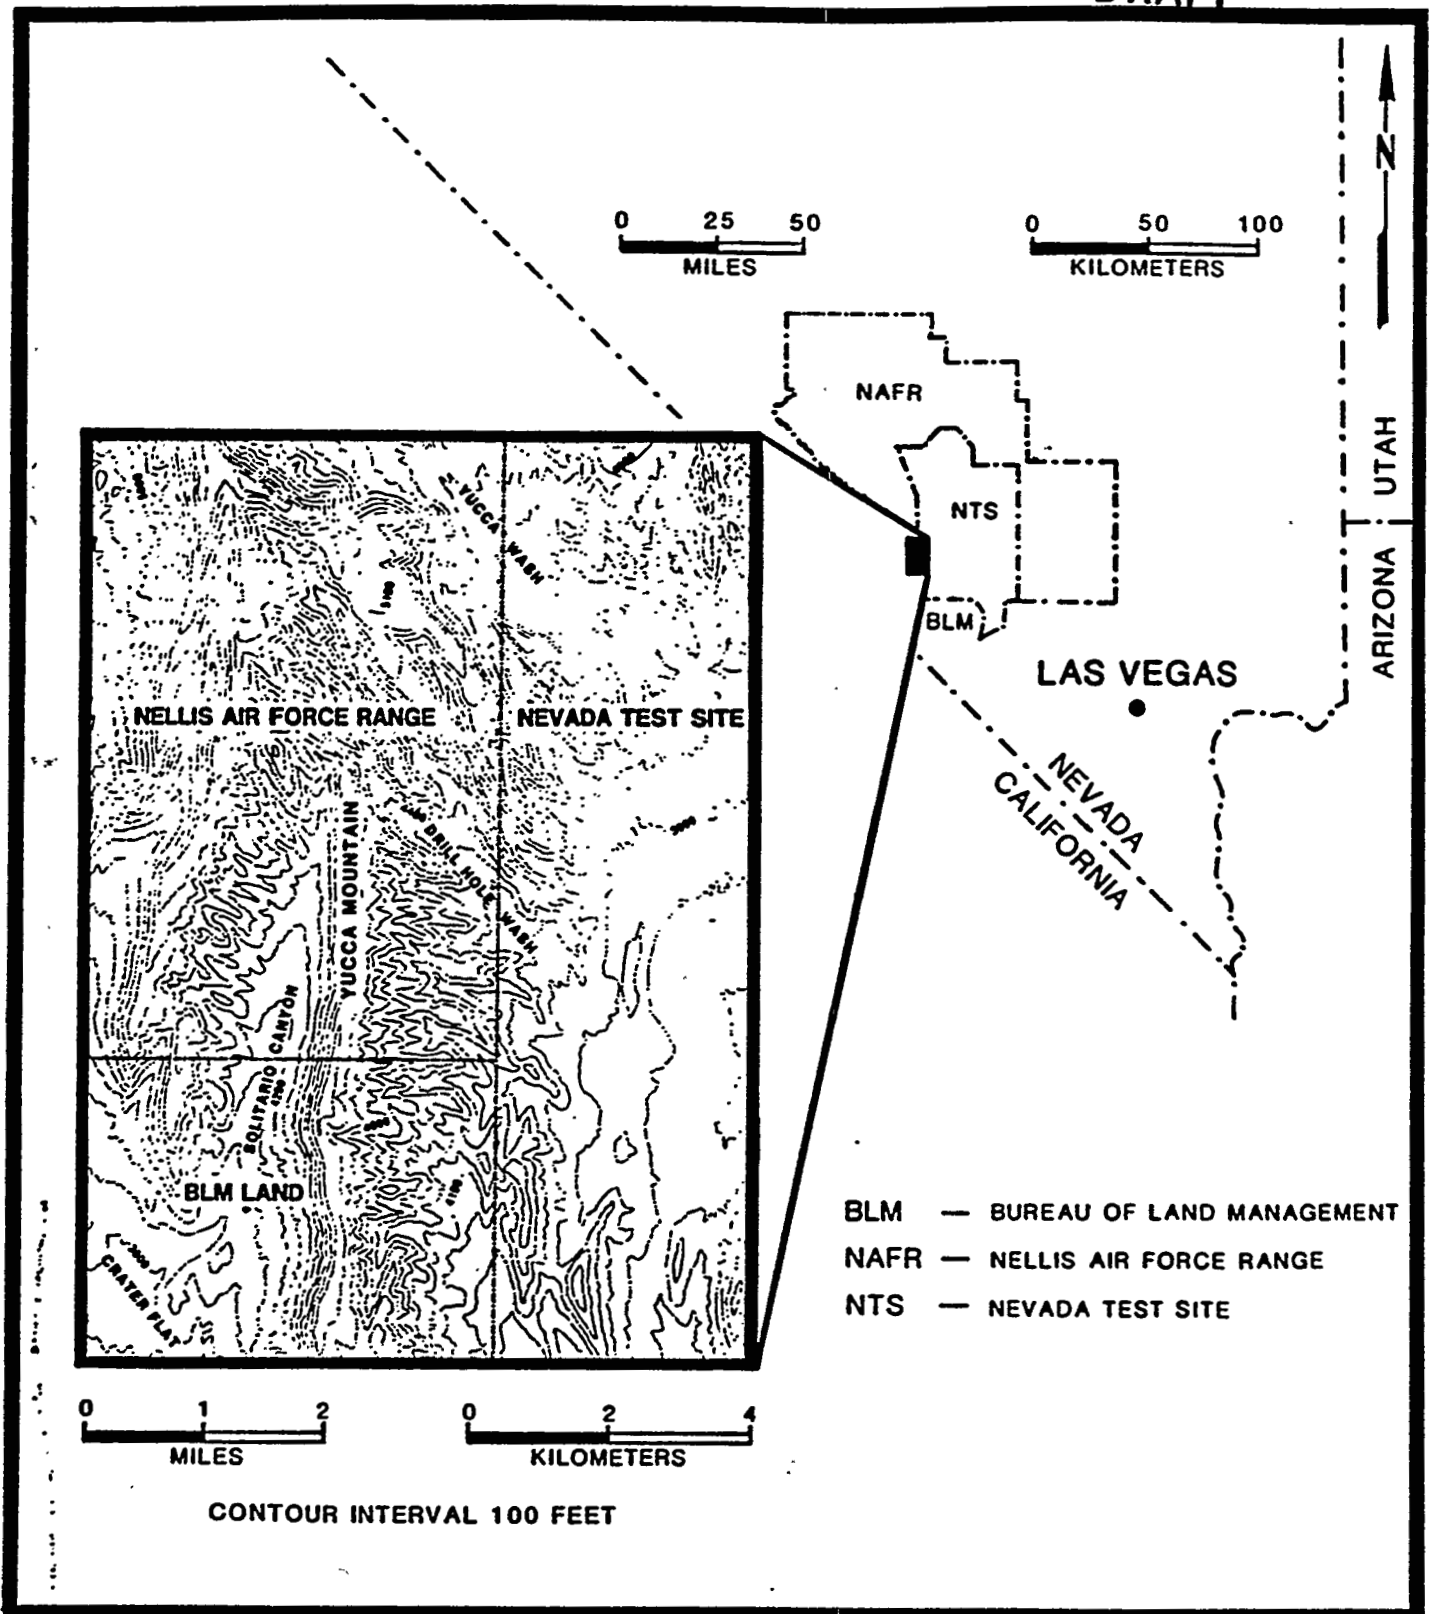 0 25 50
MILES
0 50 100
KILOMETERS
N
NAFR
NTS
BLM
UTAH
ARIZONA
LAS VEGAS
NEVADA
CALIFORNIA
YUCCA WASH
NELLIS AIR FORCE RANGE
NEVADA TEST SITE
YUCCA MOUNTAIN
DRILL HOLE WASH
SOLITARIO CANYON
BLM LAND
CRATER FLAT
BLM — BUREAU OF LAND MANAGEMENT
NAFR — NELLIS AIR FORCE RANGE
NTS — NEVADA TEST SITE
0 1 2
MILES
0 2 4
KILOMETERS
CONTOUR INTERVAL 100 FEET